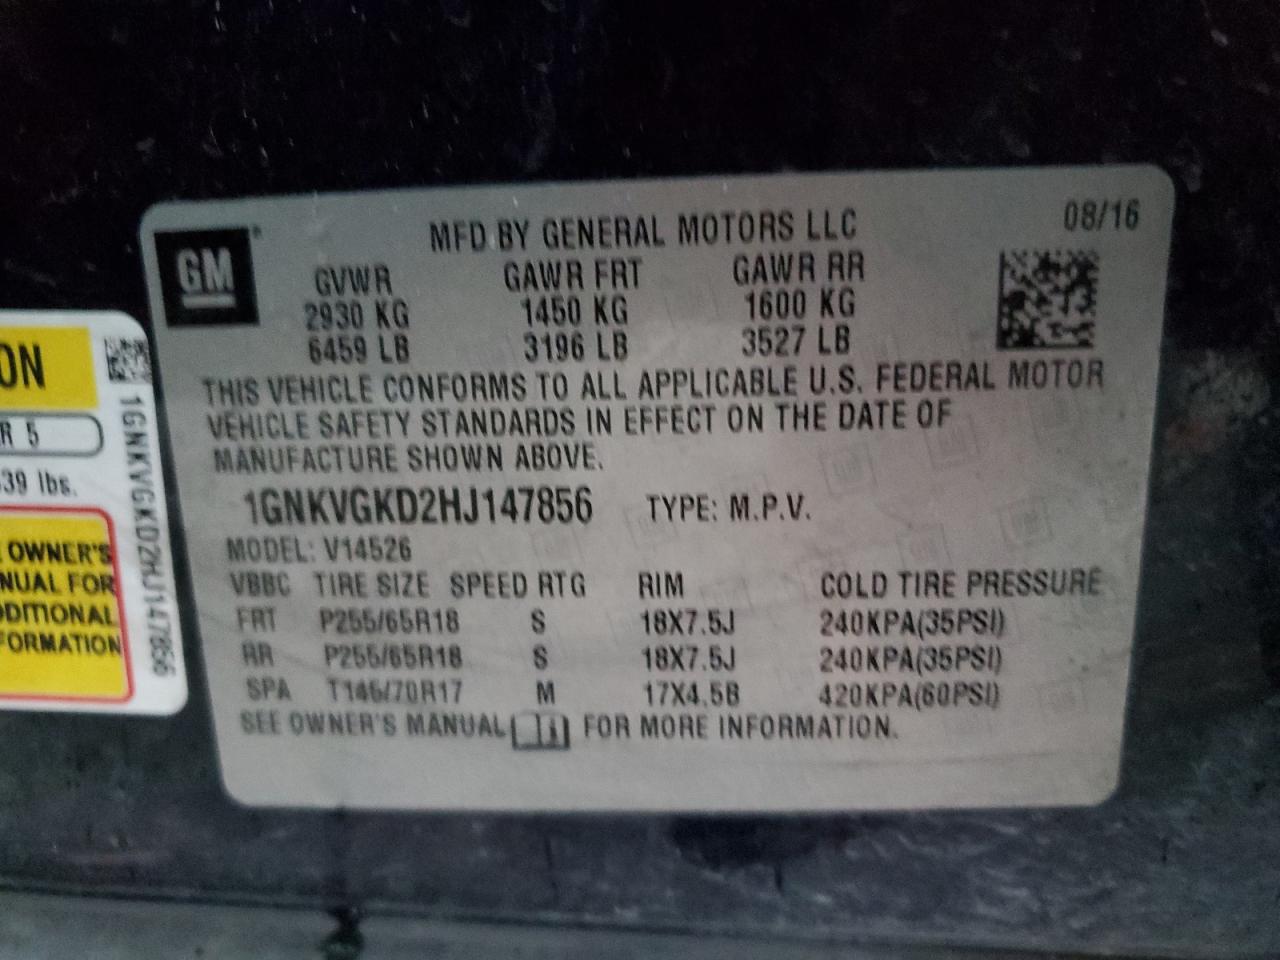 MFD BY GENERAL MOTORS LLC
08/16
GM
GVWR GAWR FRT GAWR RR
2930 KG 1450 KG 1600 KG
6459 LB 3196 LB 3527 LB
THIS VEHICLE CONFORMS TO ALL APPLICABLE U.S. FEDERAL MOTOR
VEHICLE SAFETY STANDARDS IN EFFECT ON THE DATE OF
MANUFACTURE SHOWN ABOVE.
1GNKVGKD2HJ147856 TYPE: M.P.V.
MODEL: V14526
VBBC TIRE SIZE SPEED RTG RIM COLD TIRE PRESSURE
FRT P255/65R18 S 18X7.5J 240KPA(35PSI)
RR P255/65R18 S 18X7.5J 240KPA(35PSI)
SPA T145/70R17 M 17X4.5B 420KPA(60PSI)
SEE OWNER'S MANUAL FOR MORE INFORMATION.
ON
R 5
39 lbs.
OWNER'S
NUAL FOR
DDITIONAL
FORMATION
1GNKVGKD2HJ147856